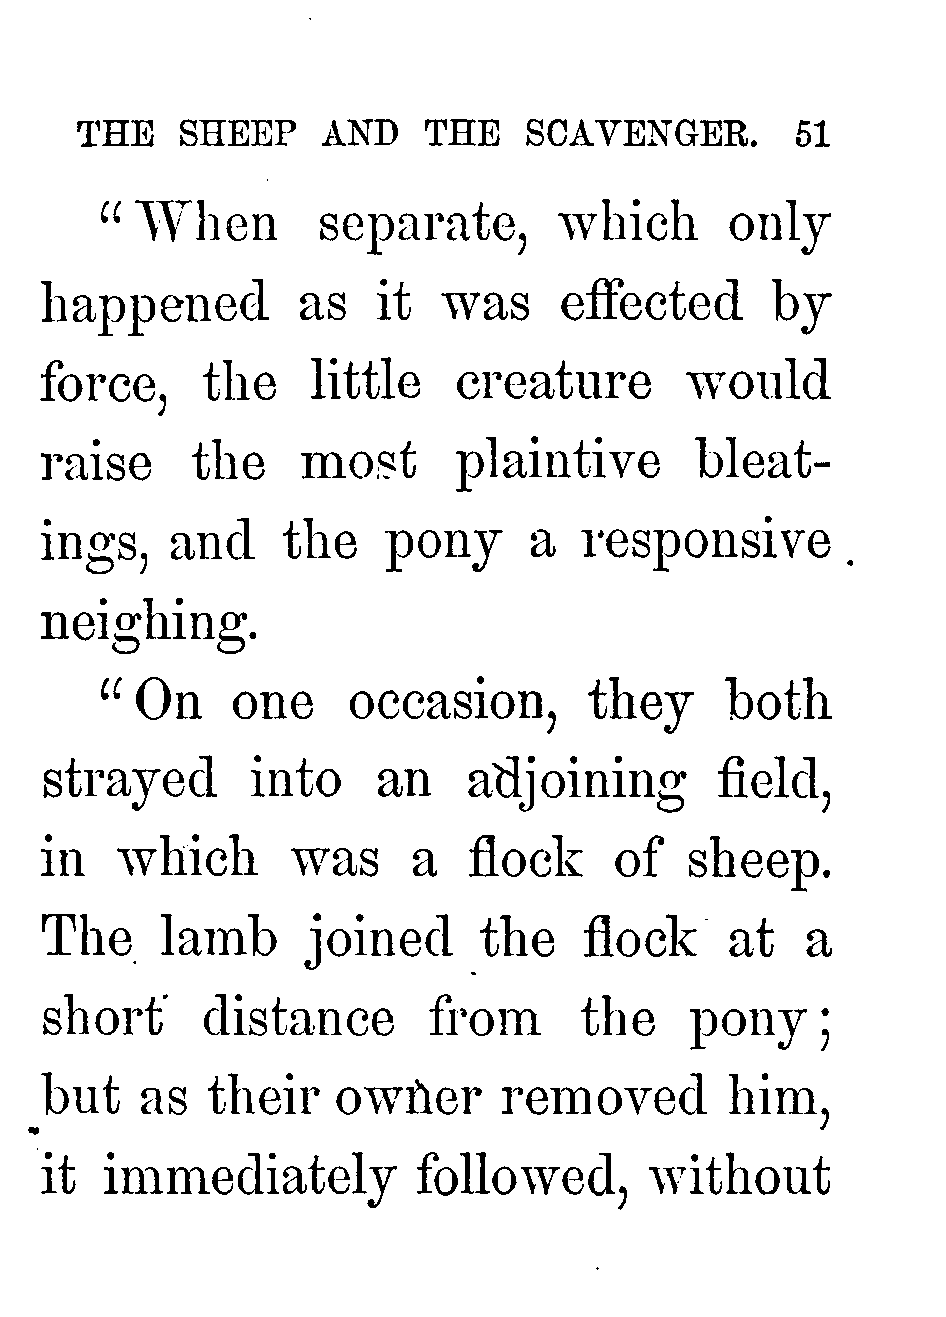 THE SHEEP AND THE SCAVENGER. 51
“When separate, which only
happened as it was effected by
force, the little creature would
raise the most plaintive bleat-
ings, and the pony a responsive
neighing.
“On one occasion, they both
strayed into an adjoining field,
in which was a flock of sheep.
The lamb joined the flock at a
short distance from the pony;
but as their owner removed him,
it immediately followed, without